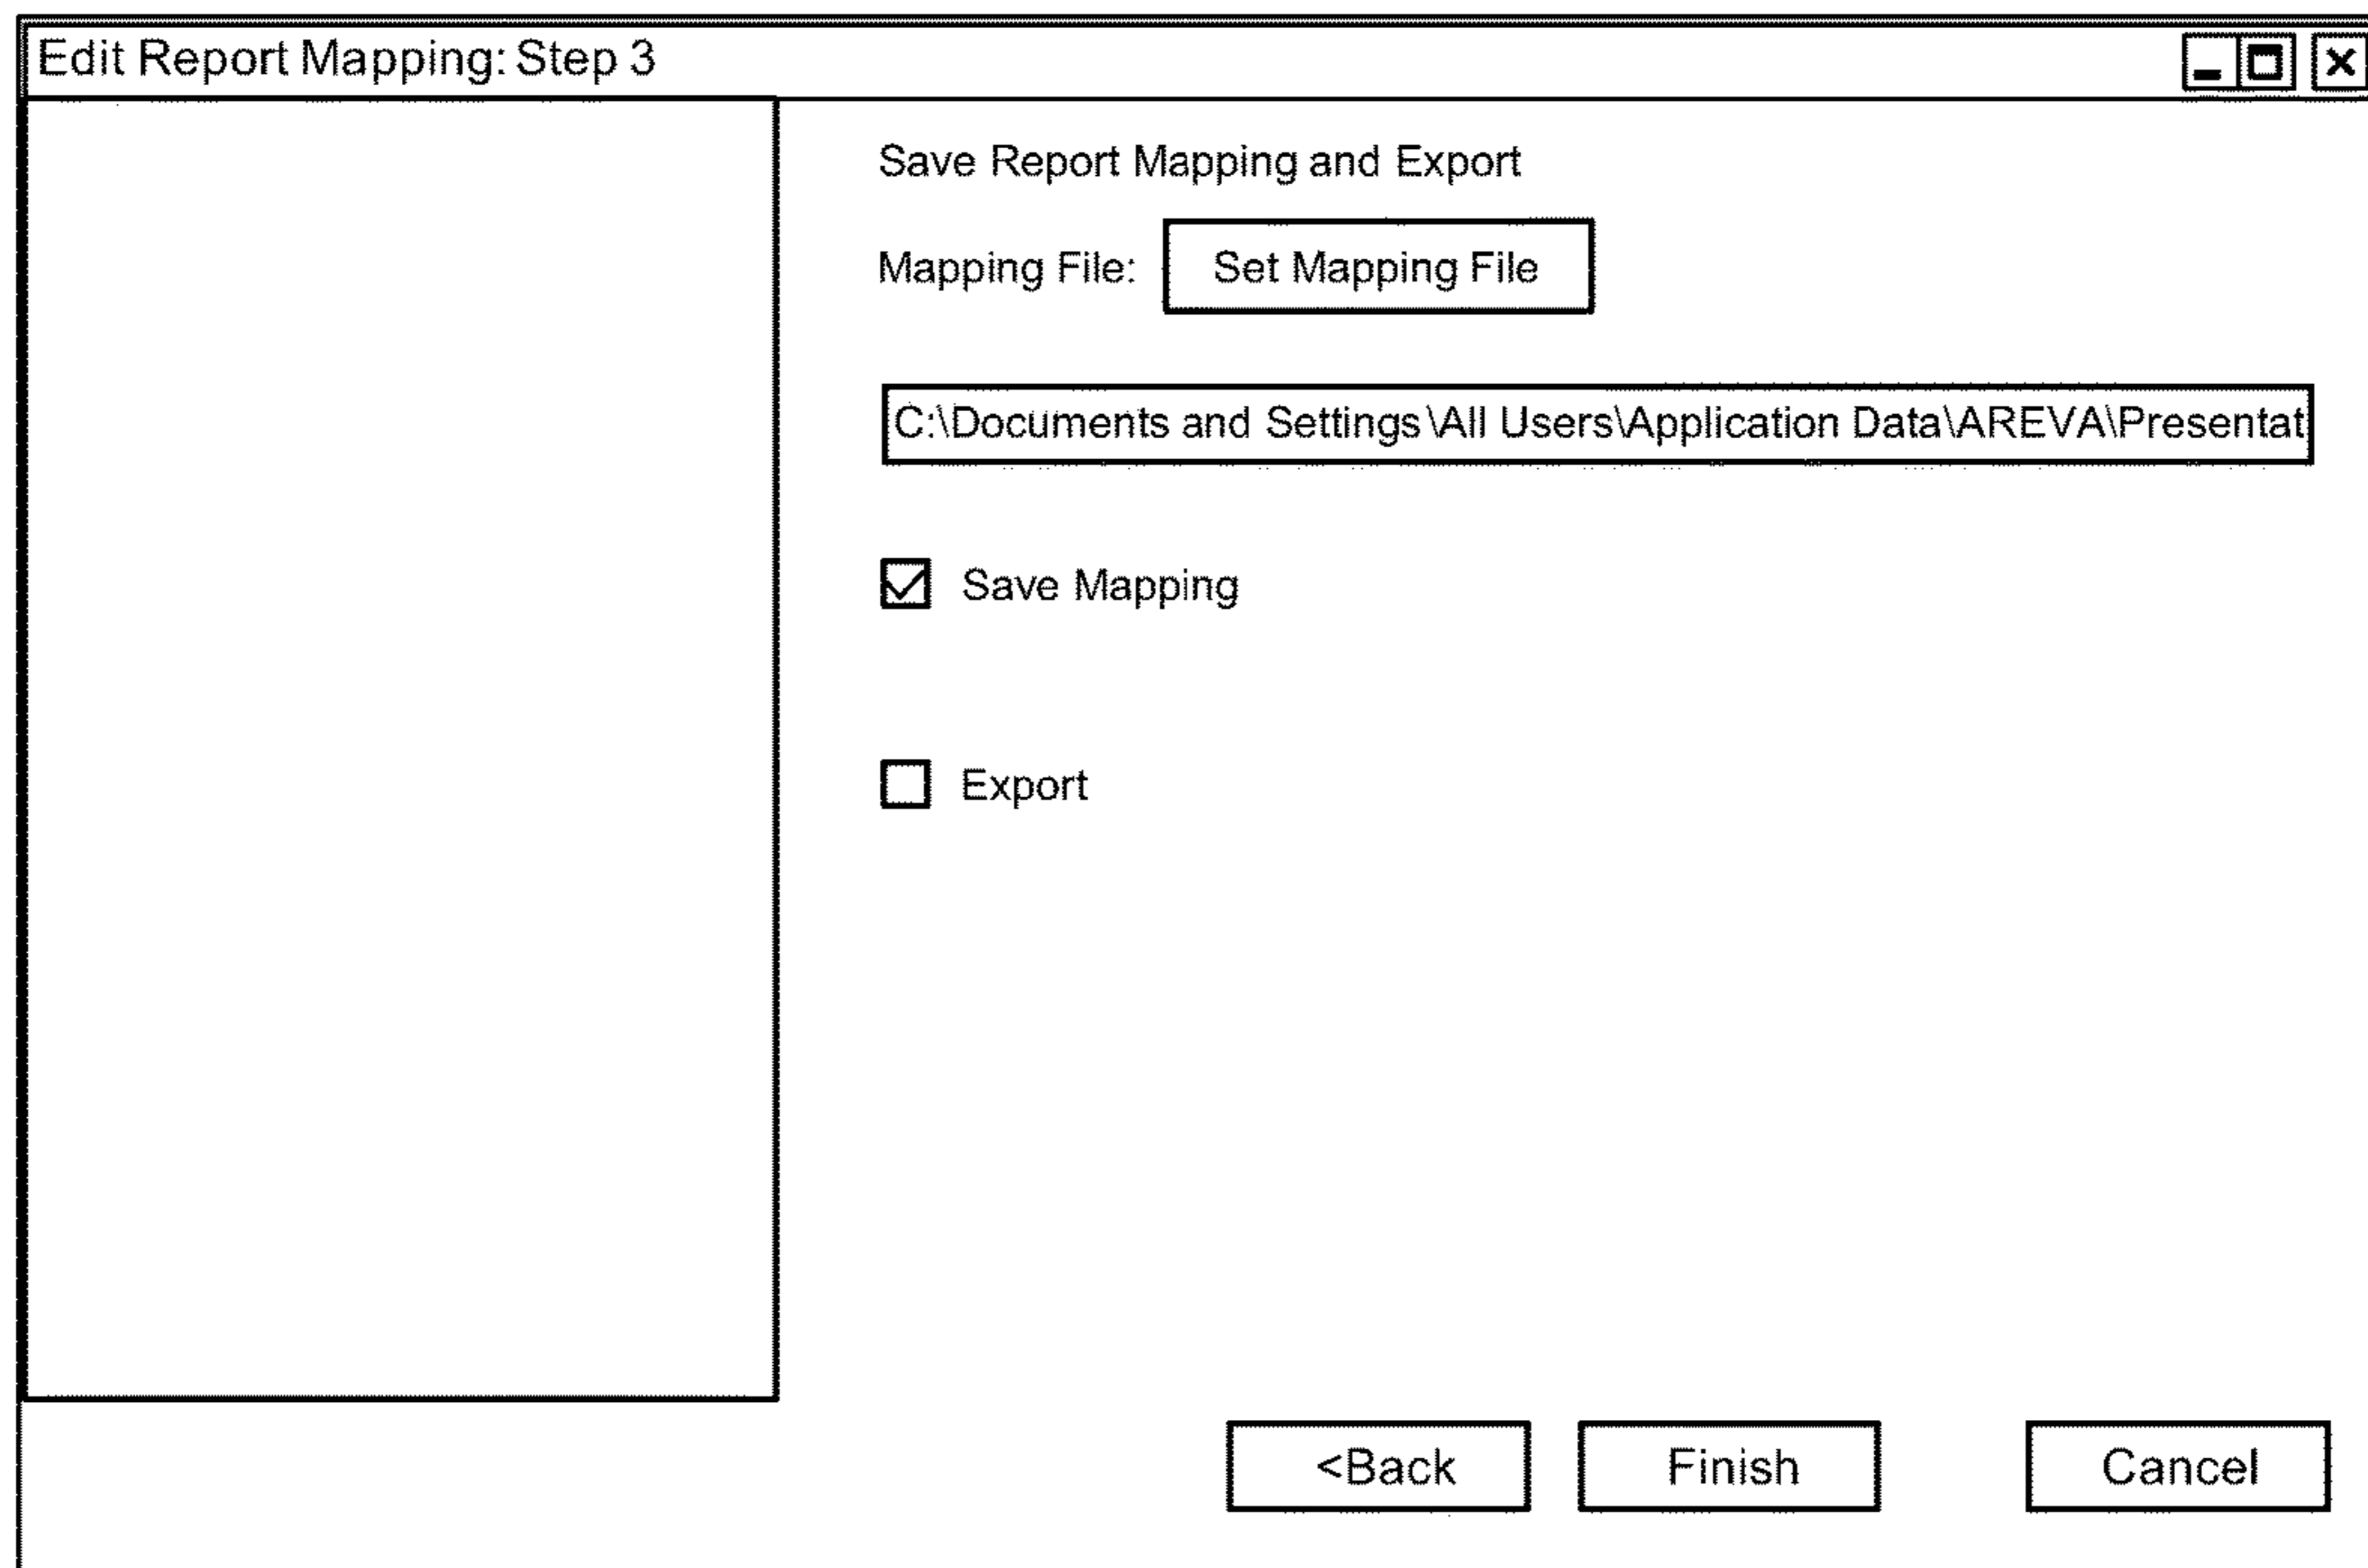 Edit Report Mapping: Step 3
Save Report Mapping and Export
Mapping File: Set Mapping File
C:\Documents and Settings\All Users\Application Data\AREVA\Presentat
Save Mapping
Export
<Back Finish Cancel